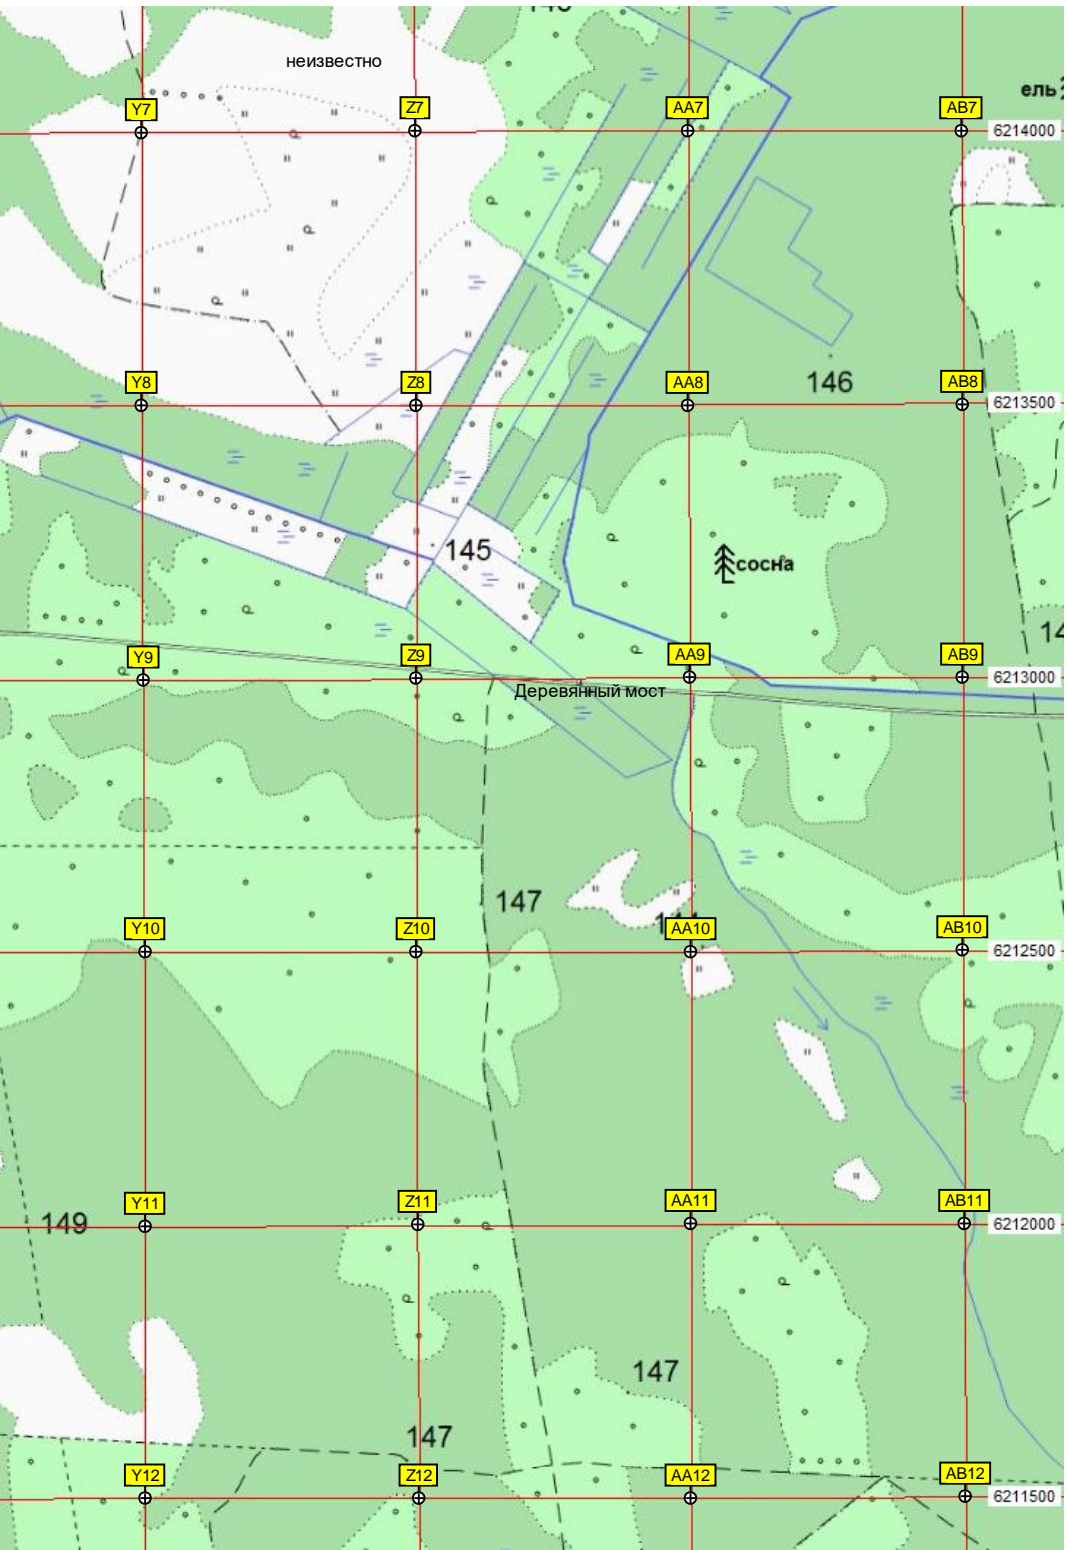 неизвестно
ель
Y7
Z7
AA7
AB7
6214000
146
Y8
Z8
AA8
AB8
6213500
145
сосна
Y9
Z9
AA9
AB9
6213000
Деревянный мост
147
Y10
Z10
AA10
AB10
6212500
Y11
Z11
AA11
AB11
6212000
149
147
147
Y12
Z12
AA12
AB12
6211500